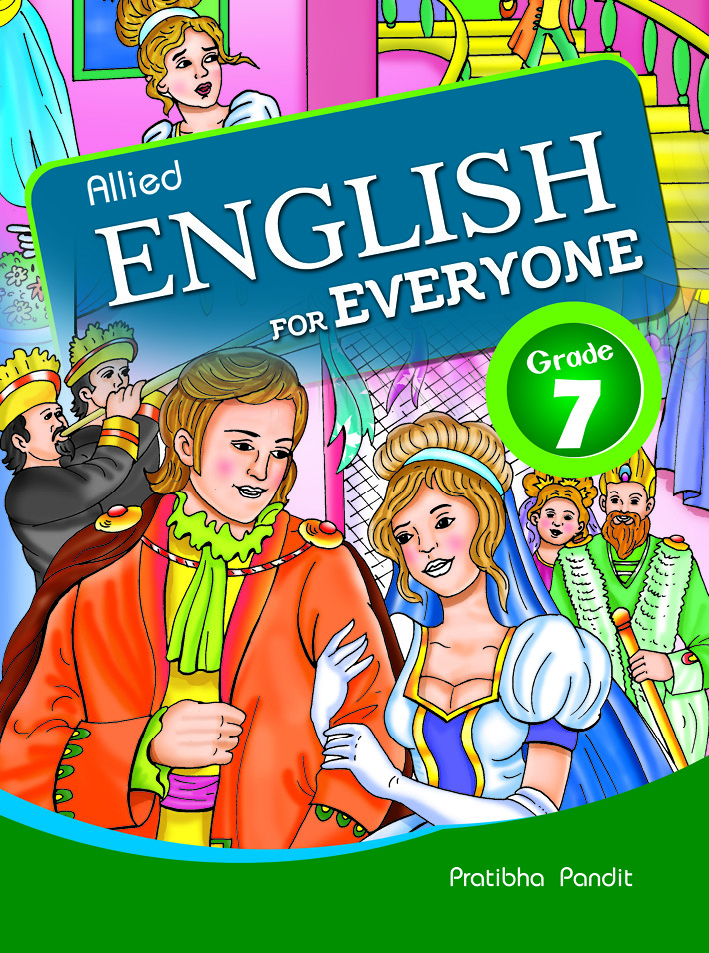 Allied
ENGLISH
FOR EVERYONE
Grade
7
Pratibha Pandit